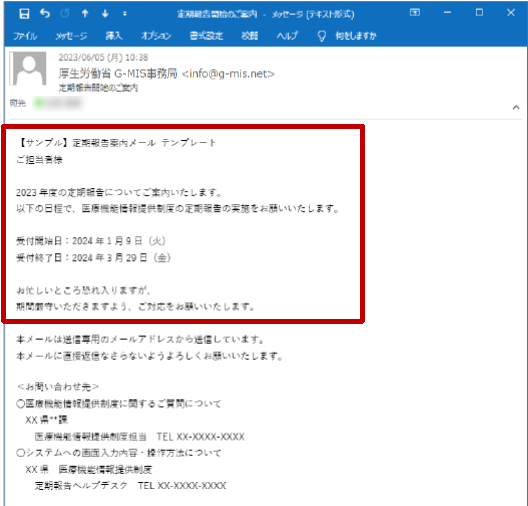 定期報告開始のご案内 - メッセージ (テキスト形式)
ファイル メッセージ 挿入 オプション 書式設定 校閲 ヘルプ 何をしますか
2023/06/05 (月) 10:38
厚生労働省 G-MIS事務局 <info@g-mis.net>
定期報告開始のご案内
宛先
【サンプル】定期報告案内メール テンプレート
ご担当者様
2023 年度の定期報告についてご案内いたします。
以下の日程で、医療機能情報提供制度の定期報告の実施をお願いいたします。
受付開始日：2024 年 1 月 9 日（火）
受付終了日：2024 年 3 月 29 日（金）
お忙しいところ恐れ入りますが、
期間厳守いただきますよう、ご対応をお願いいたします。
本メールは送信専用のメールアドレスから送信しています。
本メールに直接返信なさらないようよろしくお願いいたします。
＜お問い合わせ先＞
〇医療機能情報提供制度に関するご質問について
XX 県**課
医療機能情報提供制度担当 TEL XX-XXXX-XXXX
〇システムへの画面入力内容・操作方法について
XX 県 医療機能情報提供制度
定期報告ヘルプデスク TEL XX-XXXX-XXXX